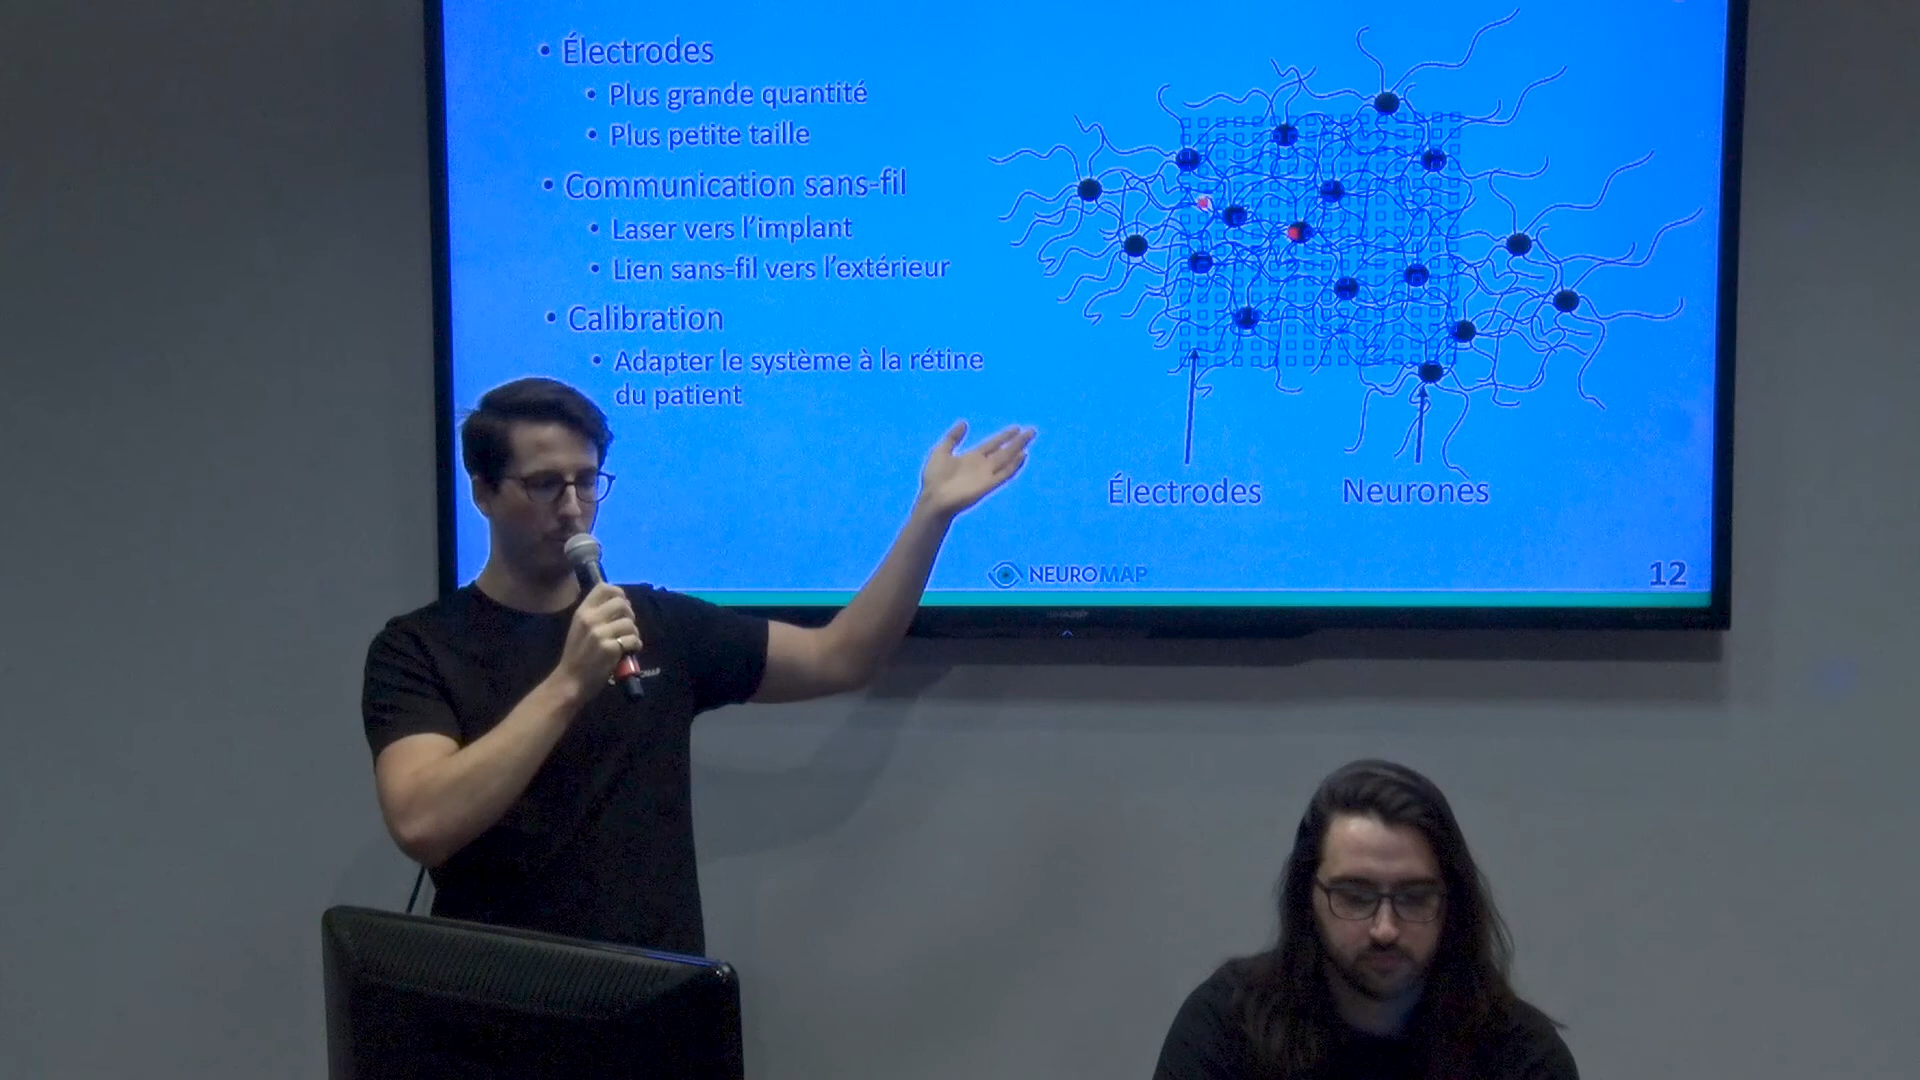 • Électrodes
• Plus grande quantité
• Plus petite taille
• Communication sans-fil
• Laser vers l'implant
• Lien sans-fil vers l'extérieur
• Calibration
• Adapter le système à la rétine
du patient
Électrodes
Neurones
NEUROMAP
12